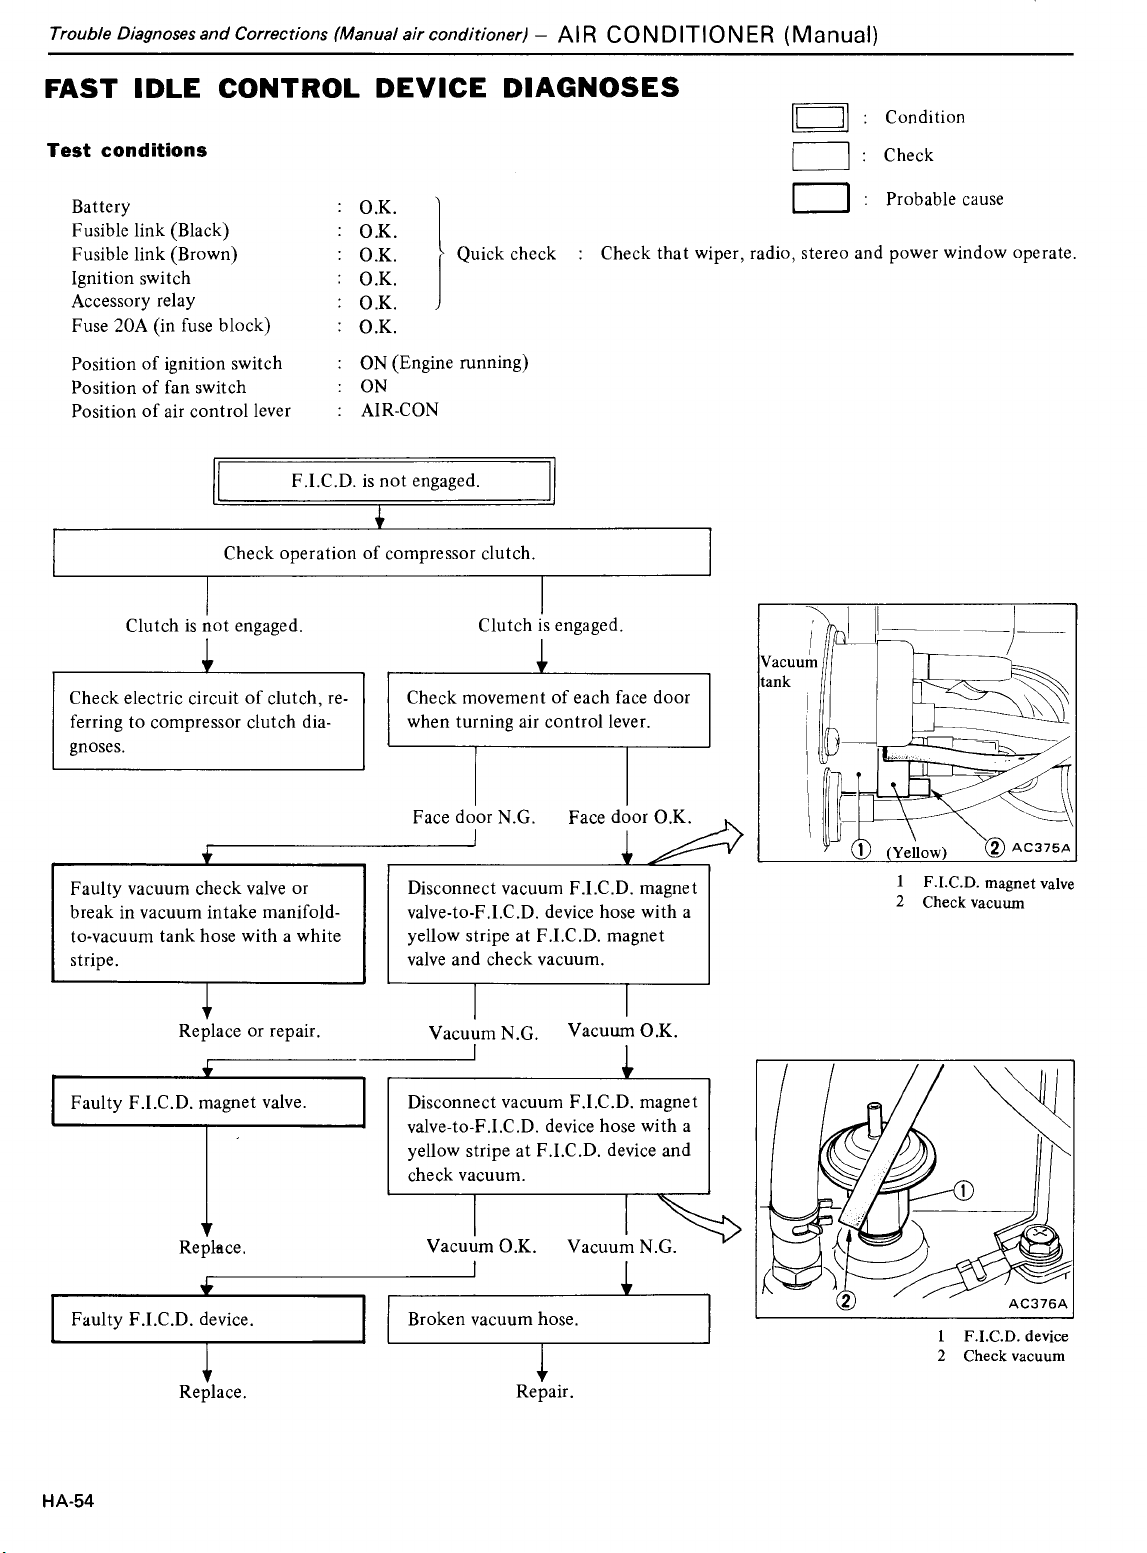 Trouble Diagnoses and Corrections (Manual air conditioner) – AIR CONDITIONER (Manual)
FAST IDLE CONTROL DEVICE DIAGNOSES
: Condition
: Check
: Probable cause
Test conditions
Battery : O.K.
Fusible link (Black) : O.K.
Fusible link (Brown) : O.K.
Ignition switch : O.K.
Accessory relay : O.K.
Quick check : Check that wiper, radio, stereo and power window operate.
Fuse 20A (in fuse block) : O.K.
Position of ignition switch : ON (Engine running)
Position of fan switch : ON
Position of air control lever : AIR-CON
F.I.C.D. is not engaged.
Check operation of compressor clutch.
Clutch is not engaged.
Clutch is engaged.
Check electric circuit of clutch, re-
ferring to compressor clutch dia-
gnoses.
Check movement of each face door
when turning air control lever.
Face door N.G.
Face door O.K.
Faulty vacuum check valve or
break in vacuum intake manifold-
to-vacuum tank hose with a white
stripe.
Disconnect vacuum F.I.C.D. magnet
valve-to-F.I.C.D. device hose with a
yellow stripe at F.I.C.D. magnet
valve and check vacuum.
Replace or repair.
Vacuum N.G.
Vacuum O.K.
Faulty F.I.C.D. magnet valve.
Disconnect vacuum F.I.C.D. magnet
valve-to-F.I.C.D. device hose with a
yellow stripe at F.I.C.D. device and
check vacuum.
Replace.
Vacuum O.K.
Vacuum N.G.
Faulty F.I.C.D. device.
Broken vacuum hose.
Replace.
Repair.
Vacuum
tank
1 (Yellow) 2 AC375A
1 F.I.C.D. magnet valve
2 Check vacuum
1
2
AC376A
1 F.I.C.D. device
2 Check vacuum
HA-54